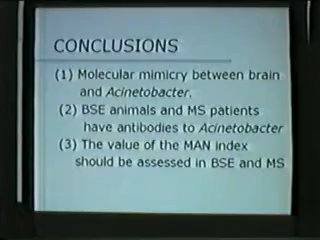 CONCLUSIONS
(1) Molecular mimicry between brain
and Acinetobacter.
(2) BSE animals and MS patients
have antibodies to Acinetobacter
(3) The value of the MAN index
should be assessed in BSE and MS